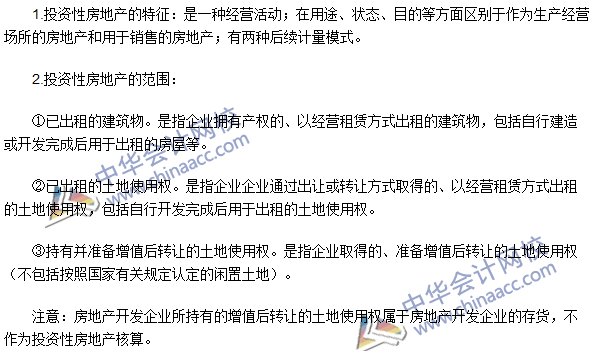 1.投资性房地产的特征：是一种经营活动；在用途、状态、目的等方面区别于作为生产经营
场所的房地产和用于销售的房地产；有两种后续计量模式。
2.投资性房地产的范围：
①已出租的建筑物。是指企业拥有产权的、以经营租赁方式出租的建筑物，包括自行建造
或开发完成后用于出租的房屋等。
②已出租的土地使用权。是指企业企业通过出让或转让方式取得的、以经营租赁方式出租
的土地使用权，包括自行开发完成后用于出租的土地使用权。
③持有并准备增值后转让的土地使用权。是指企业取得的、准备增值后转让的土地使用权
（不包括按照国家有关规定认定的闲置土地）。
注意：房地产开发企业所持有的增值后转让的土地使用权属于房地产开发企业的存货，不
作为投资性房地产核算。
中华会计网校
www.chinaacc.com
中华会计网校
www.chinaacc.com